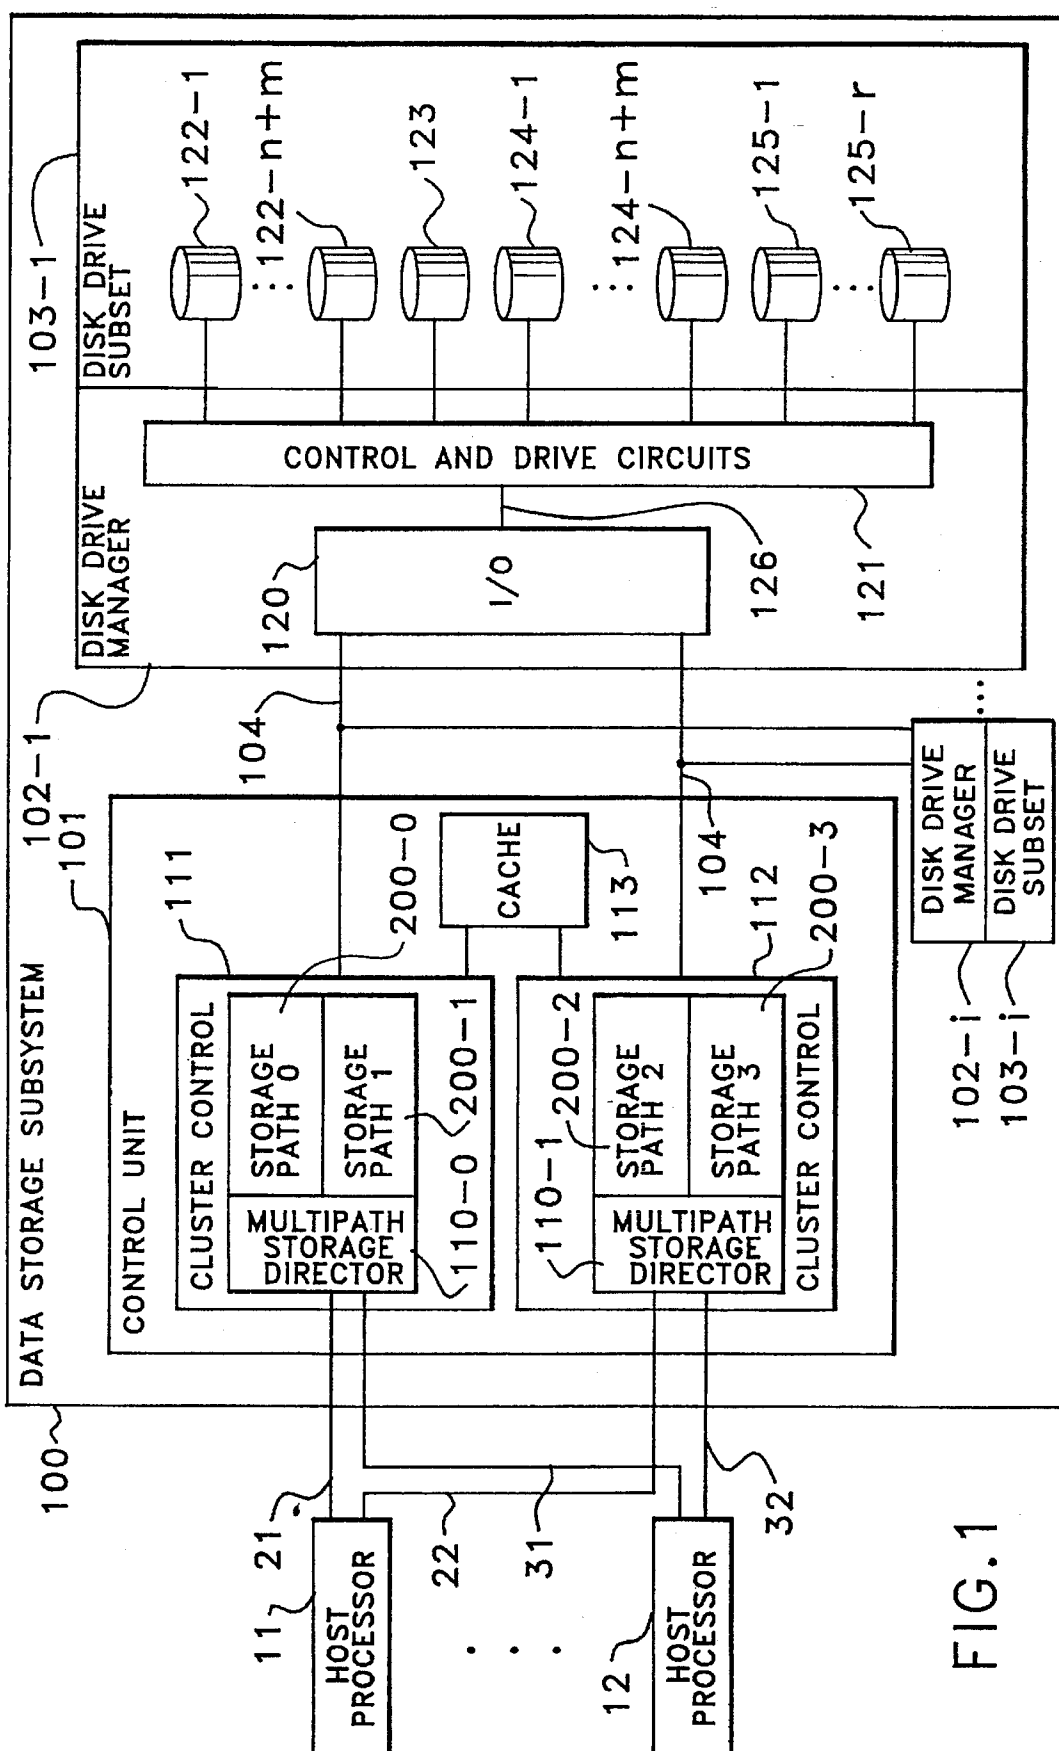 DATA STORAGE SUBSYSTEM
100
CONTROL UNIT
101
102-1
CLUSTER CONTROL
111
MULTIPATH
STORAGE
DIRECTOR
110-0
STORAGE
PATH 0
200-0
STORAGE
PATH 1
200-1
CACHE
113
CLUSTER CONTROL
112
MULTIPATH
STORAGE
DIRECTOR
110-1
STORAGE
PATH 2
200-2
STORAGE
PATH 3
200-3
104
104
DISK DRIVE
MANAGER
120
I/O
126
CONTROL AND DRIVE CIRCUITS
121
DISK DRIVE
SUBSET
103-1
122-1
122-n+m
123
124-1
124-n+m
125-1
125-r
DISK DRIVE
MANAGER
DISK DRIVE
SUBSET
102-i
103-i
11
HOST
PROCESSOR
21
22
31
32
12
HOST
PROCESSOR
FIG.1